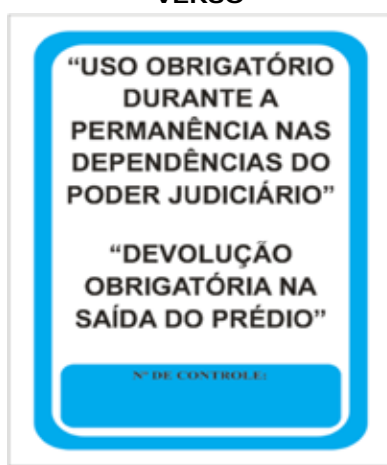 VERSO
“USO OBRIGATÓRIO
DURANTE A
PERMANÊNCIA NAS
DEPENDÊNCIAS DO
PODER JUDICIÁRIO”
“DEVOLUÇÃO
OBRIGATÓRIA NA
SAÍDA DO PRÉDIO”
Nº DE CONTROLE: